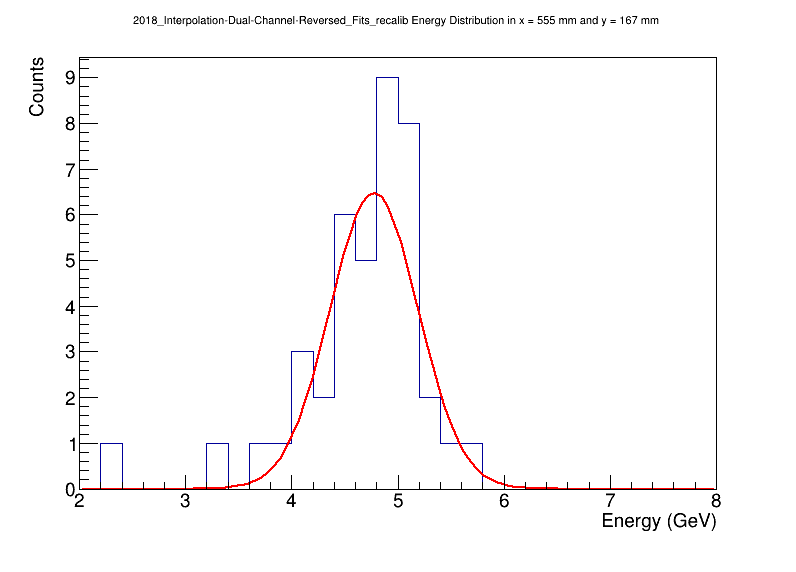 2018_Interpolation-Dual-Channel-Reversed_Fits_recalib Energy Distribution in x = 555 mm and y = 167 mm
Counts
9
8
7
6
5
4
3
2
1
0
2 3 4 5 6 7 8
Energy (GeV)